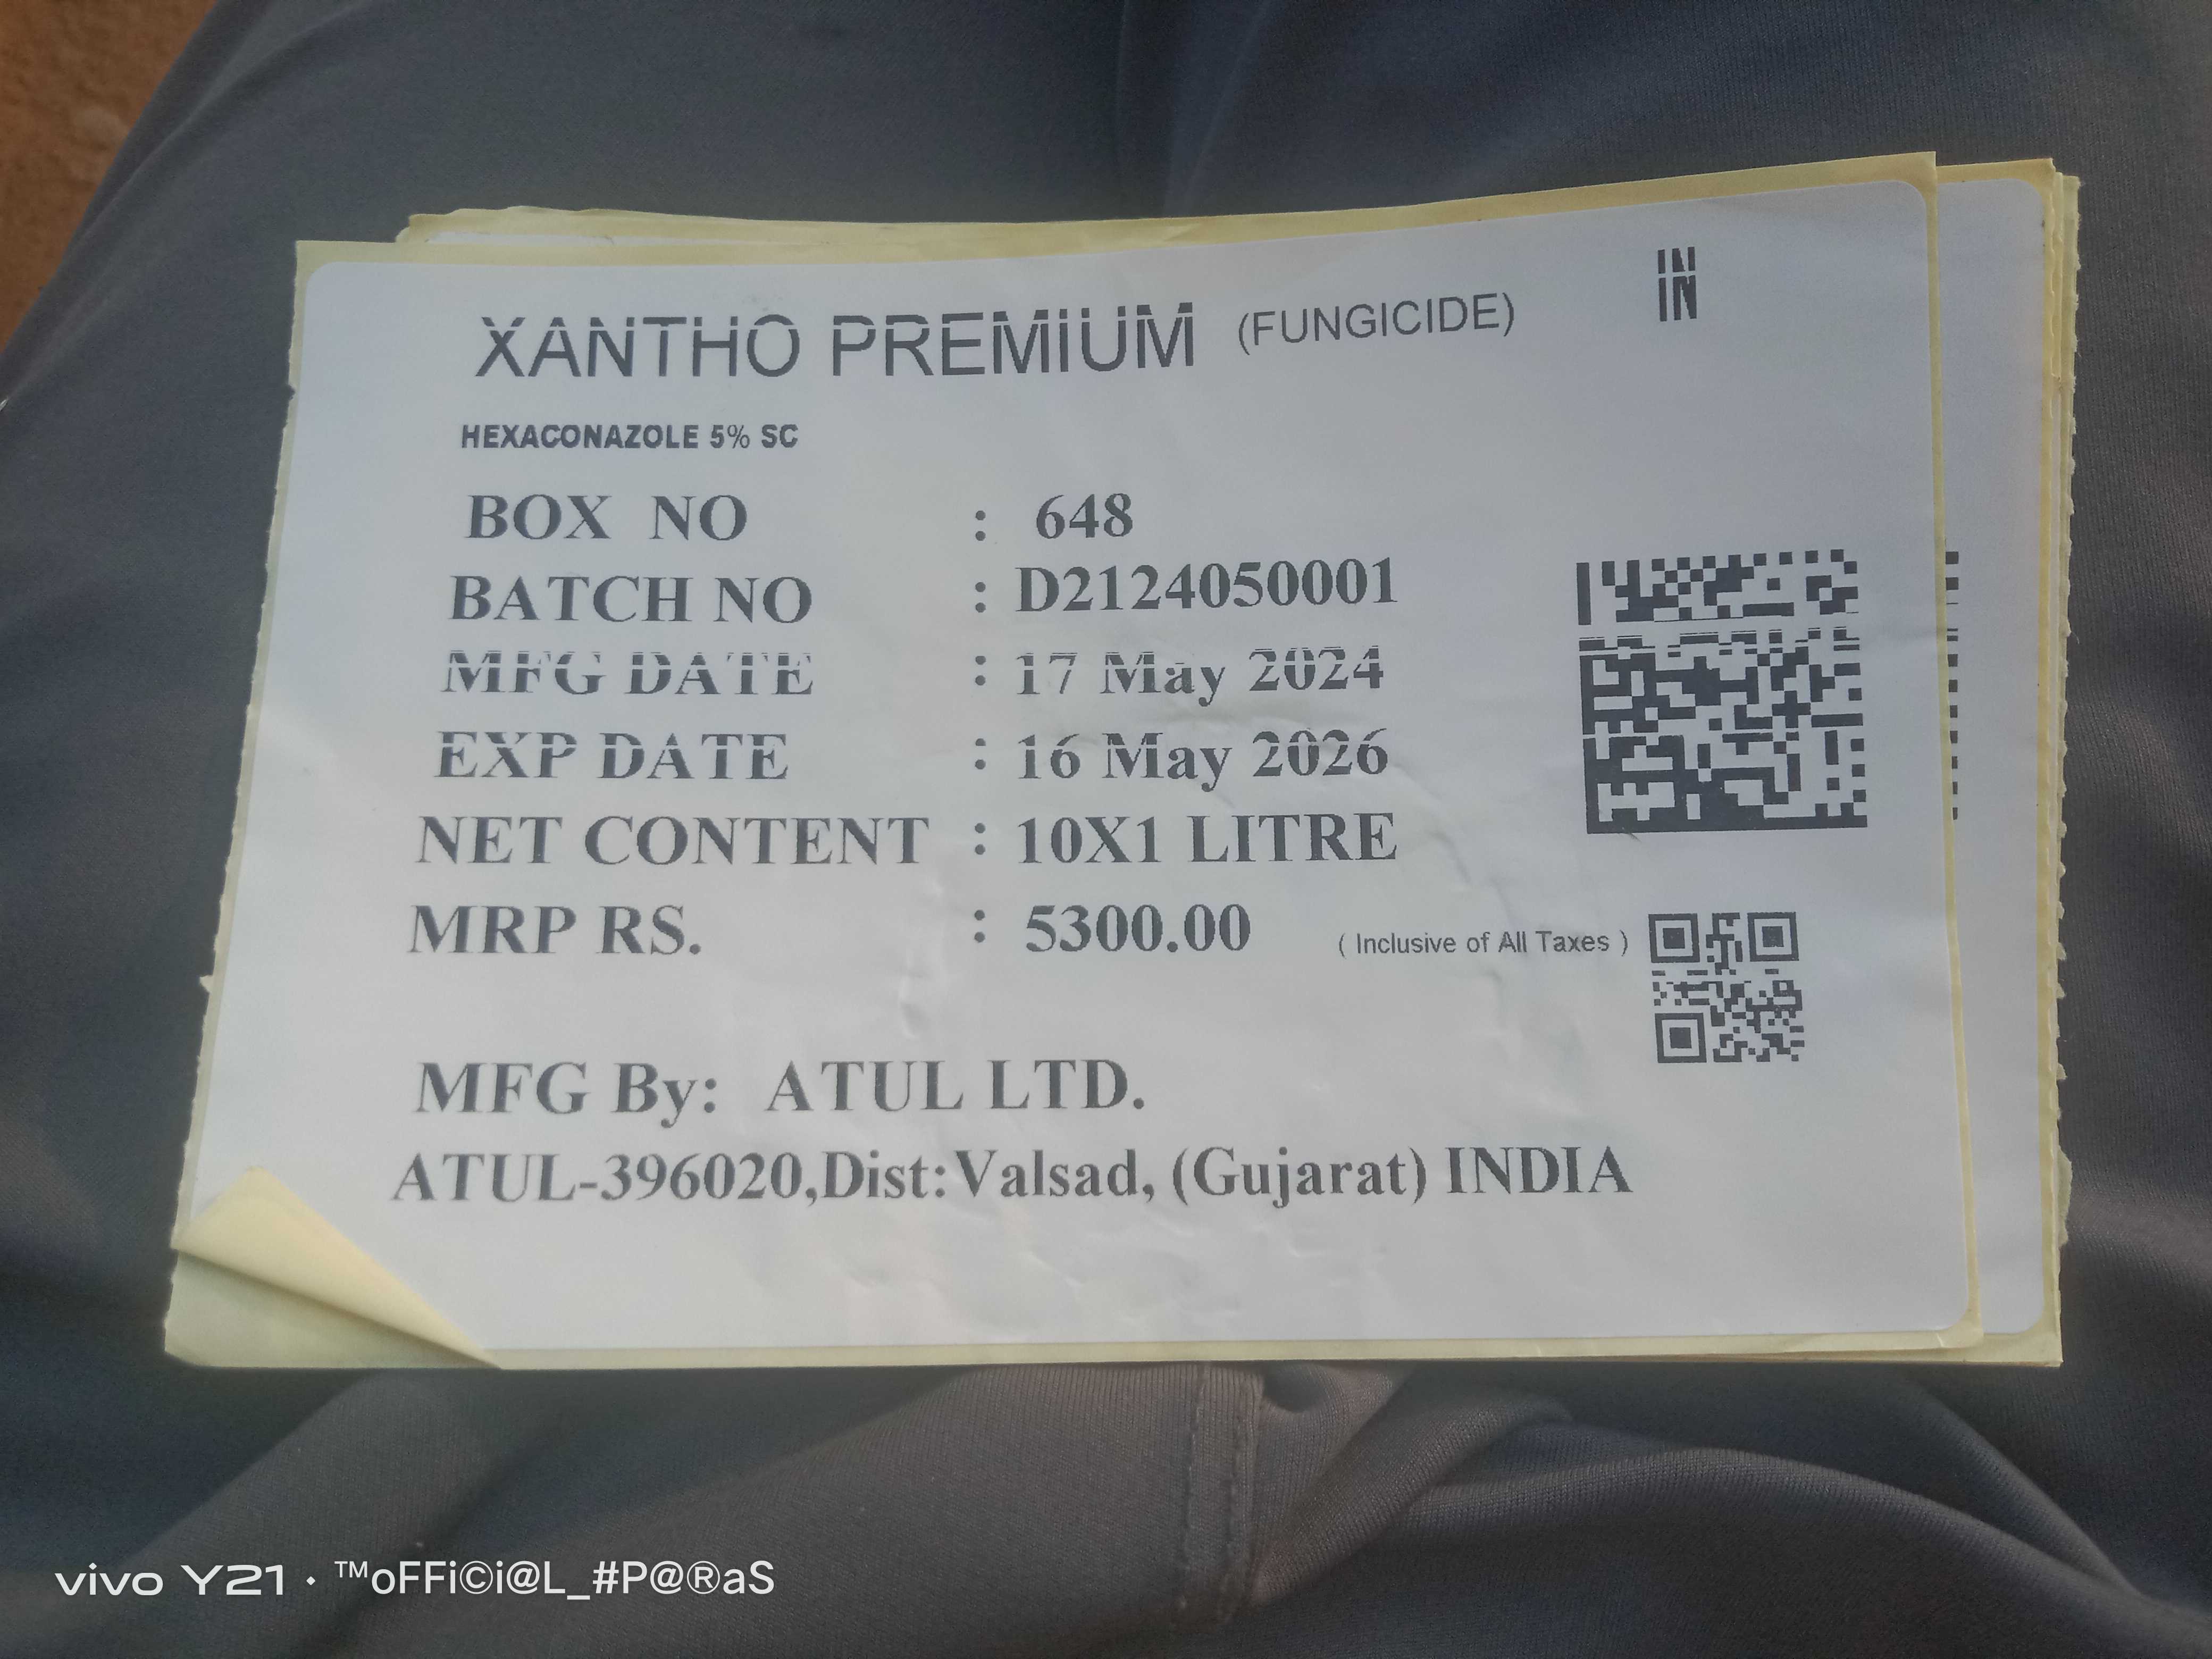 IN
XANTHO PREMIUM (FUNGICIDE)
HEXACONAZOLE 5% SC
BOX NO : 648
BATCH NO : D2124050001
MFG DATE : 17 May 2024
EXP DATE : 16 May 2026
NET CONTENT : 10X1 LITRE
MRP RS. : 5300.00 ( Inclusive of All Taxes )
MFG By: ATUL LTD.
ATUL-396020,Dist:Valsad, (Gujarat) INDIA
vivo Y21 · ™oFFi©i@L_#P@®aS